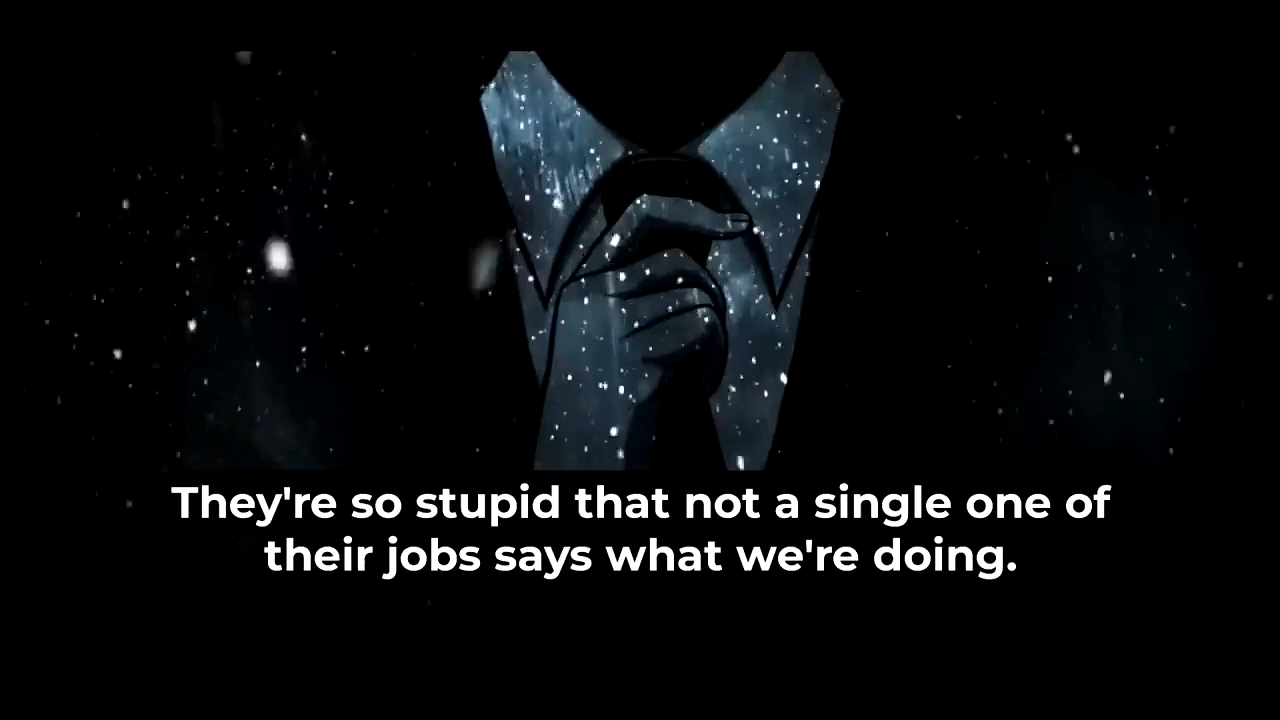 They're so stupid that not a single one of
their jobs says what we're doing.